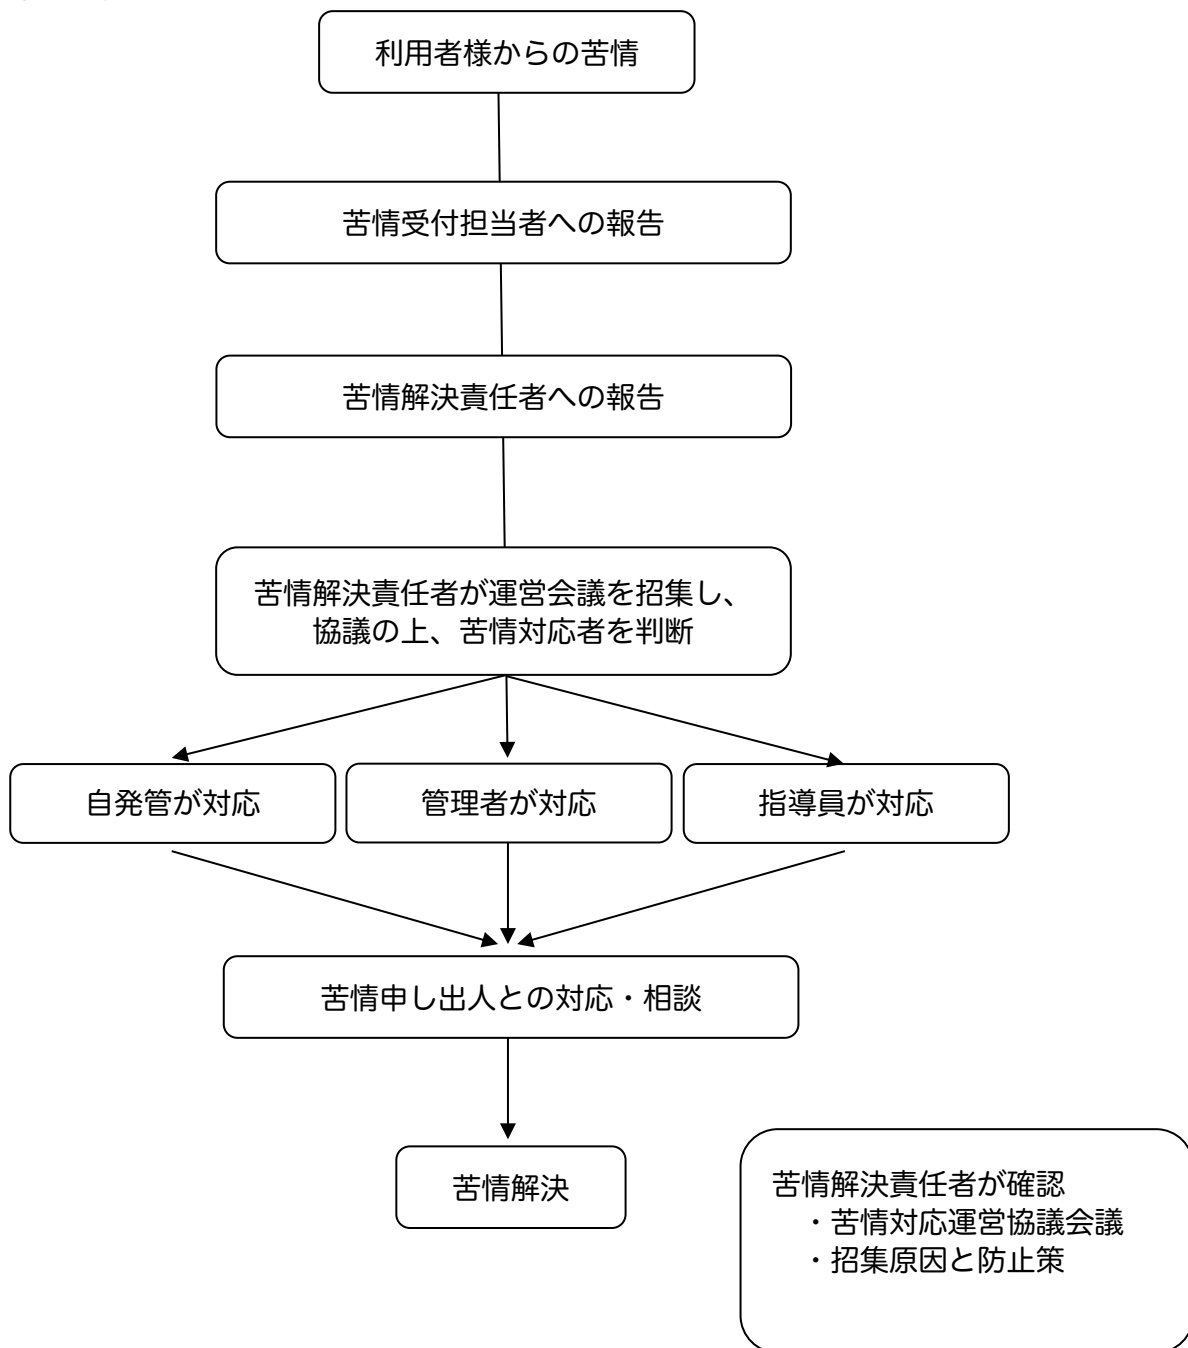 利用者様からの苦情
苦情受付担当者への報告
苦情解決責任者への報告
苦情解決責任者が運営会議を招集し、
協議の上、苦情対応者を判断
自発管が対応
管理者が対応
指導員が対応
苦情申し出人との対応・相談
苦情解決
苦情解決責任者が確認
・苦情対応運営協議会議
・招集原因と防止策